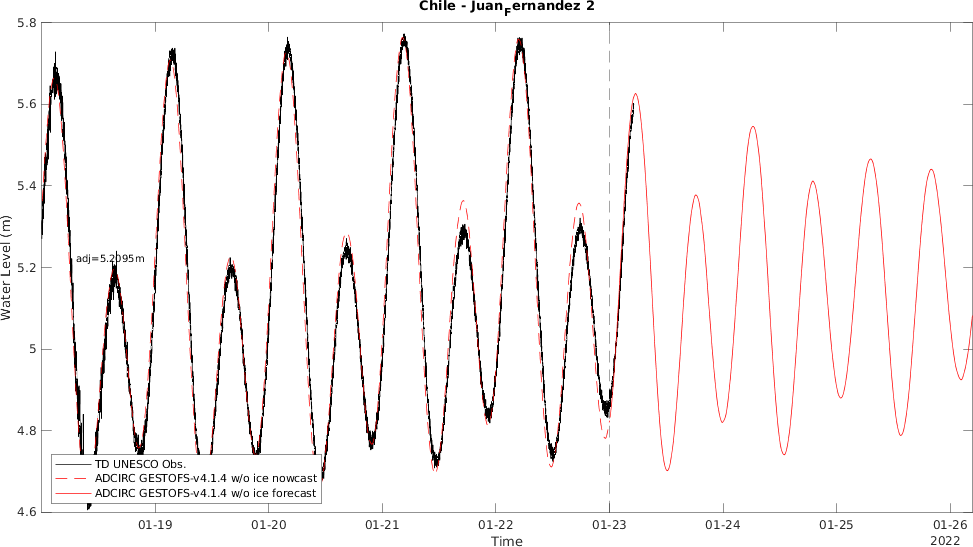 Chile - Juan_Fernandez 2
5.8
5.6
5.4
5.2
5
4.8
4.6
Water Level (m)
adj=5.2095m
TD UNESCO Obs.
ADCIRC GESTOFS-v4.1.4 w/o ice nowcast
ADCIRC GESTOFS-v4.1.4 w/o ice forecast
01-19
01-20
01-21
01-22
01-23
01-24
01-25
01-26
Time
2022